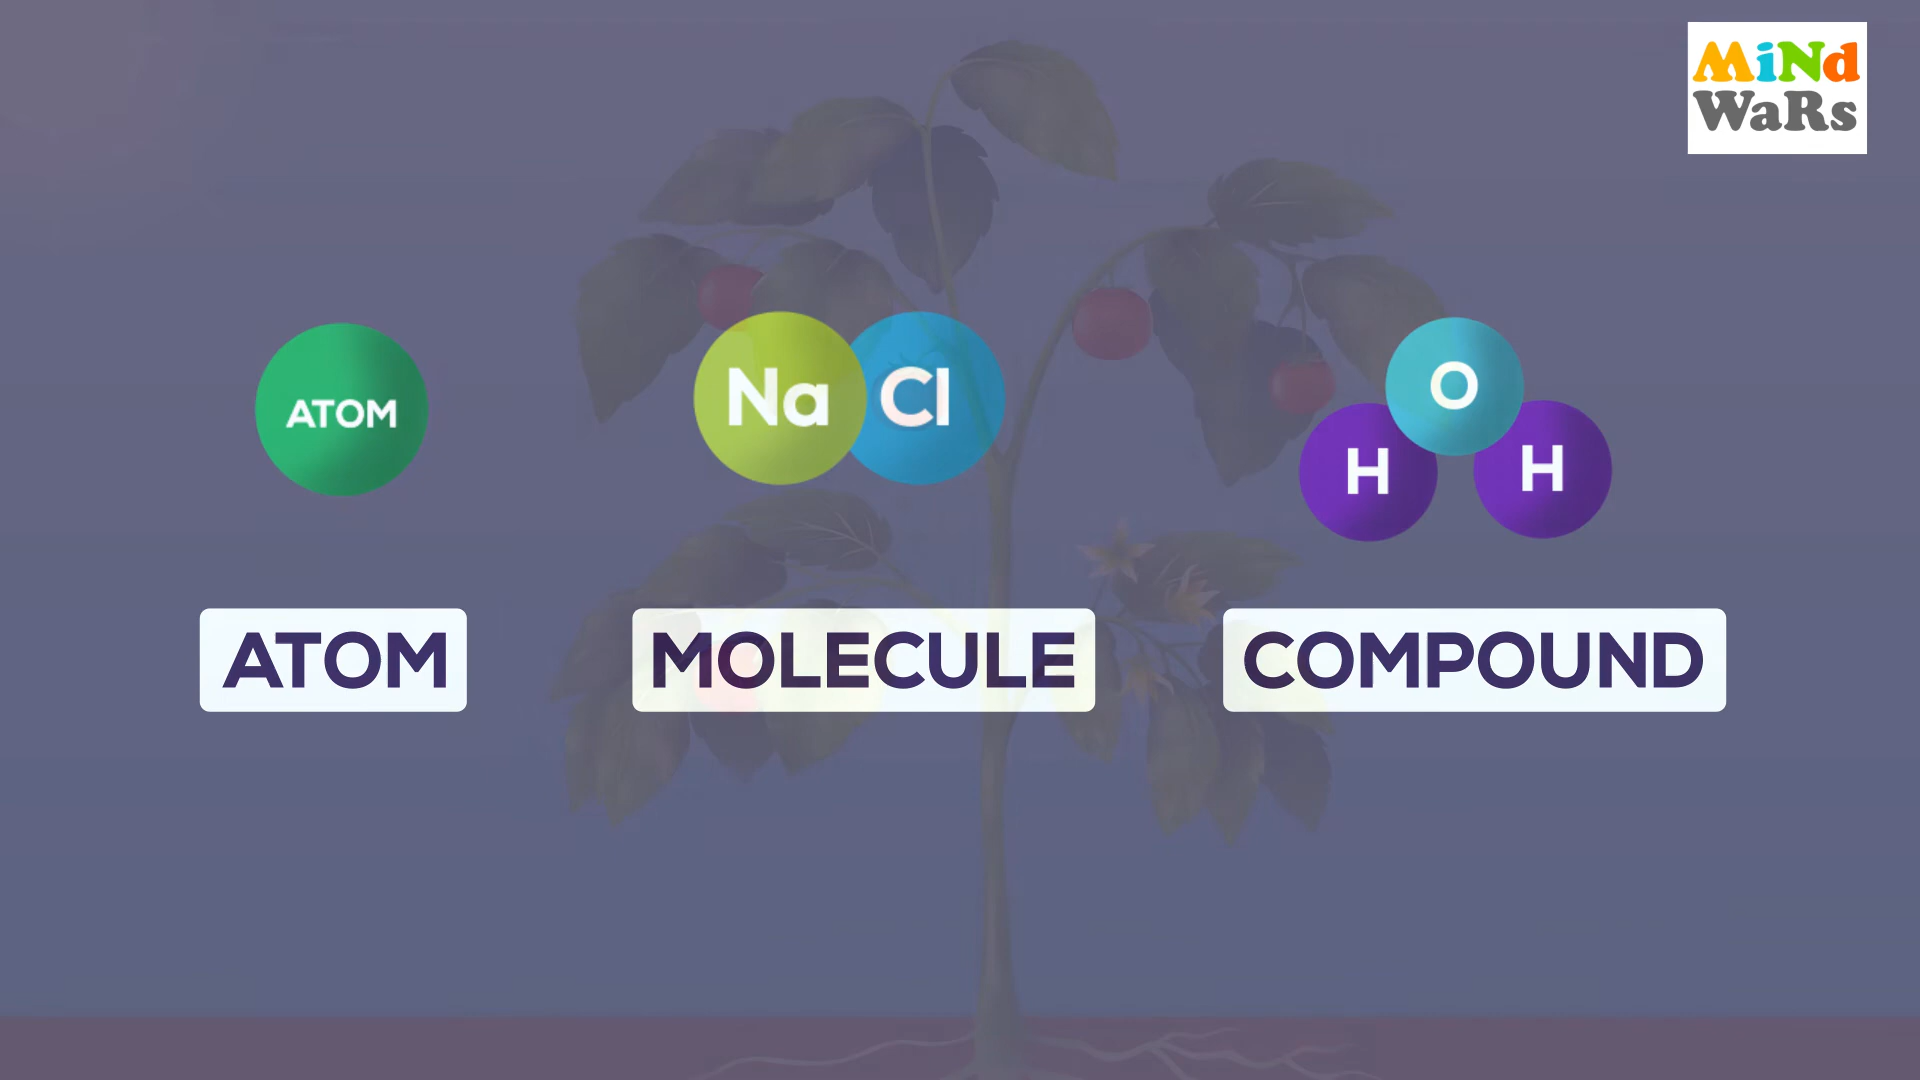 MiNd
WaRs
ATOM
Na Cl
O
H H
ATOM
MOLECULE
COMPOUND